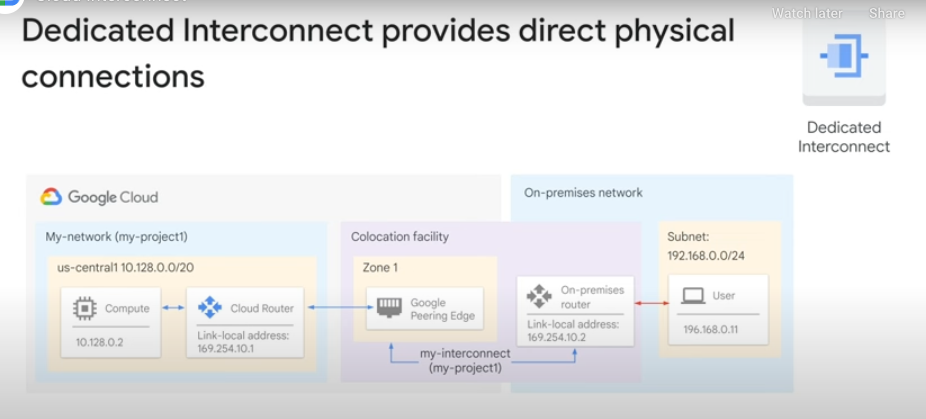 Cloud Interconnect
Watch later Share
Dedicated Interconnect provides direct physical
connections
Dedicated
Interconnect
Google Cloud
My-network (my-project1)
us-central1 10.128.0.0/20
Compute
10.128.0.2
Cloud Router
Link-local address:
169.254.10.1
Colocation facility
Zone 1
Google
Peering Edge
my-interconnect
(my-project1)
On-premises network
On-premises
router
Link-local address:
169.254.10.2
Subnet:
192.168.0.0/24
User
196.168.0.11